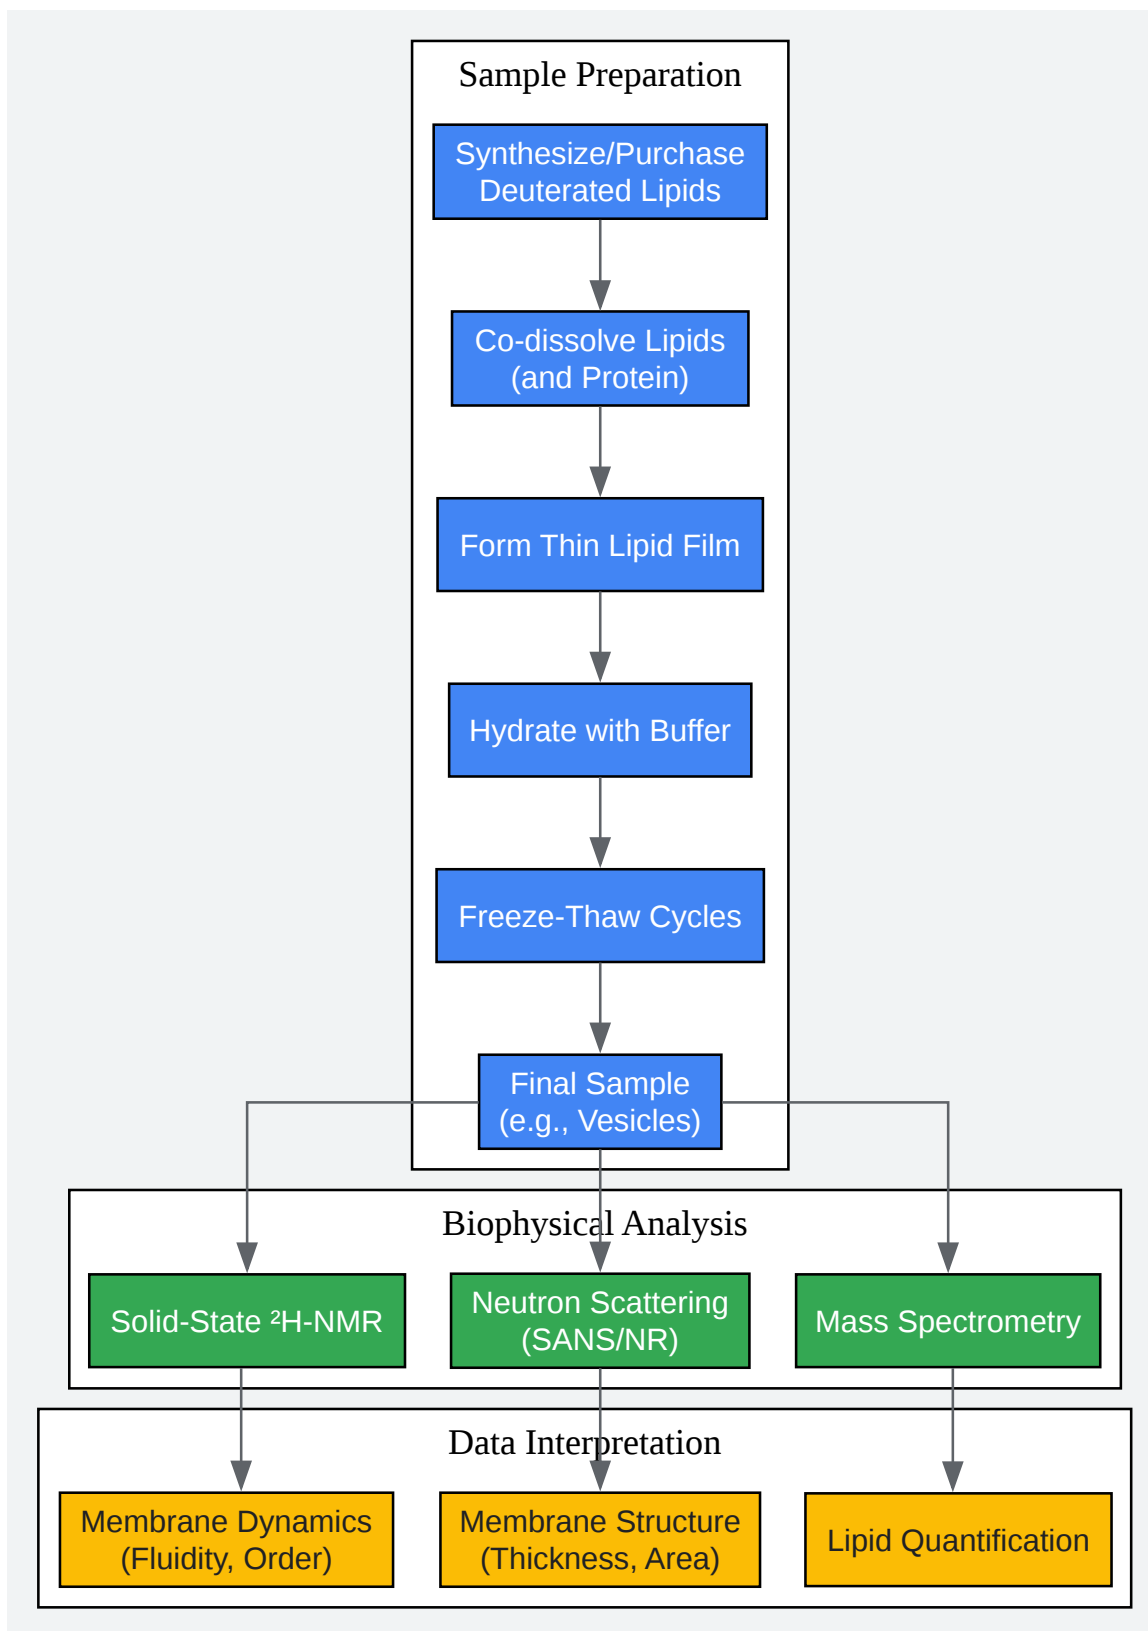 Sample Preparation
Synthesize/Purchase
Deuterated Lipids
Co-dissolve Lipids
(and Protein)
Form Thin Lipid Film
Hydrate with Buffer
Freeze-Thaw Cycles
Final Sample
(e.g., Vesicles)
Biophysical Analysis
Solid-State ²H-NMR
Neutron Scattering
(SANS/NR)
Mass Spectrometry
Data Interpretation
Membrane Dynamics
(Fluidity, Order)
Membrane Structure
(Thickness, Area)
Lipid Quantification